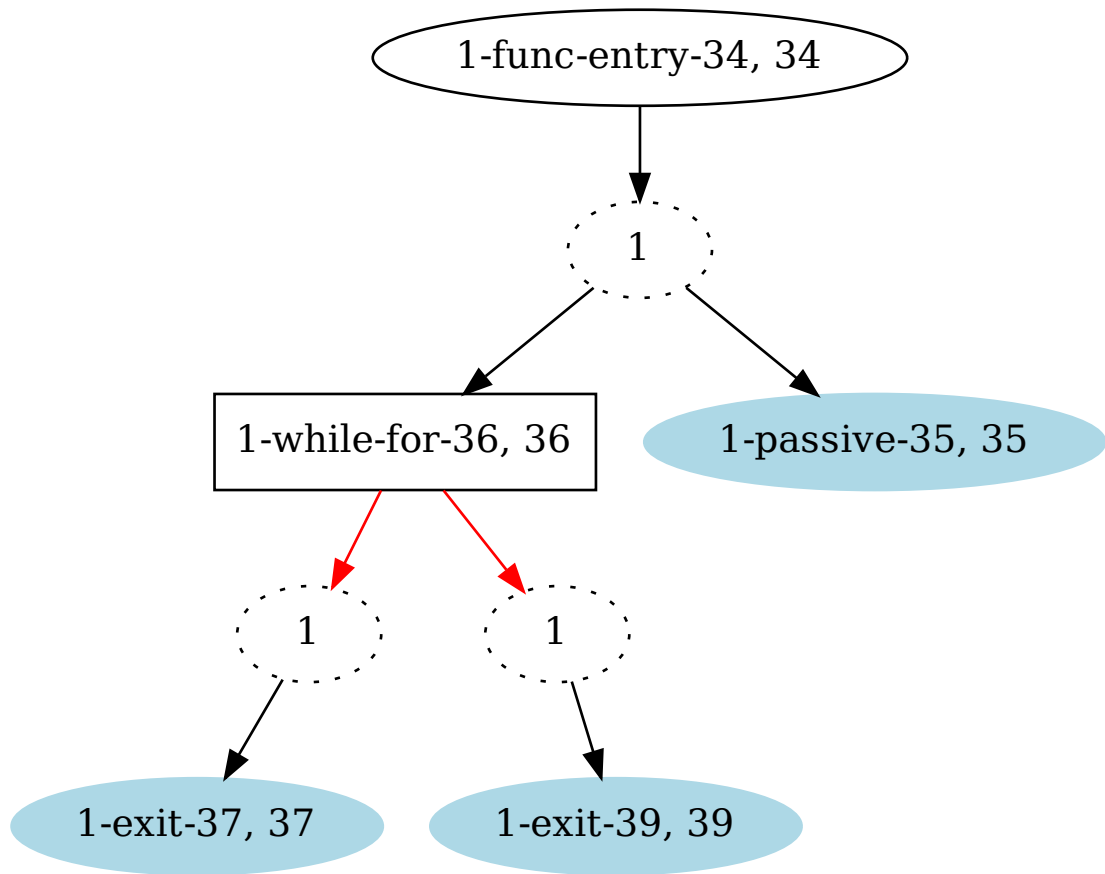 1-func-entry-34, 34
1
1-while-for-36, 36
1-passive-35, 35
1
1
1-exit-37, 37
1-exit-39, 39